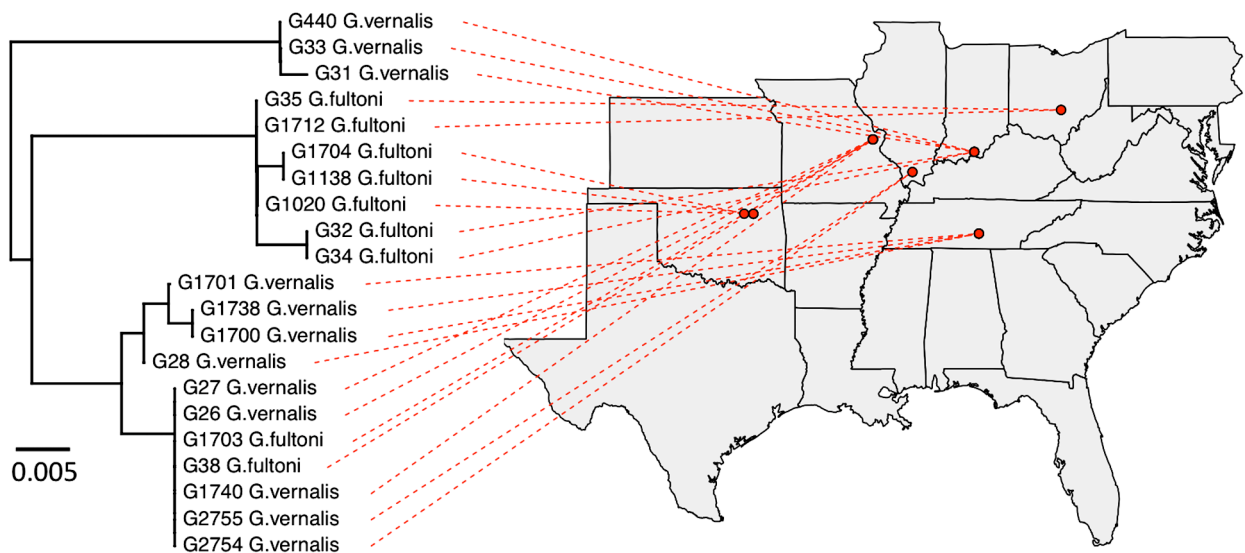 G440 G.vernalis
G33 G.vernalis
G31 G.vernalis
G35 G.fultoni
G1712 G.fultoni
G1704 G.fultoni
G1138 G.fultoni
G1020 G.fultoni
G32 G.fultoni
G34 G.fultoni
G1701 G.vernalis
G1738 G.vernalis
G1700 G.vernalis
G28 G.vernalis
G27 G.vernalis
G26 G.vernalis
G1703 G.fultoni
G38 G.fultoni
G1740 G.vernalis
G2755 G.vernalis
G2754 G.vernalis
0.005